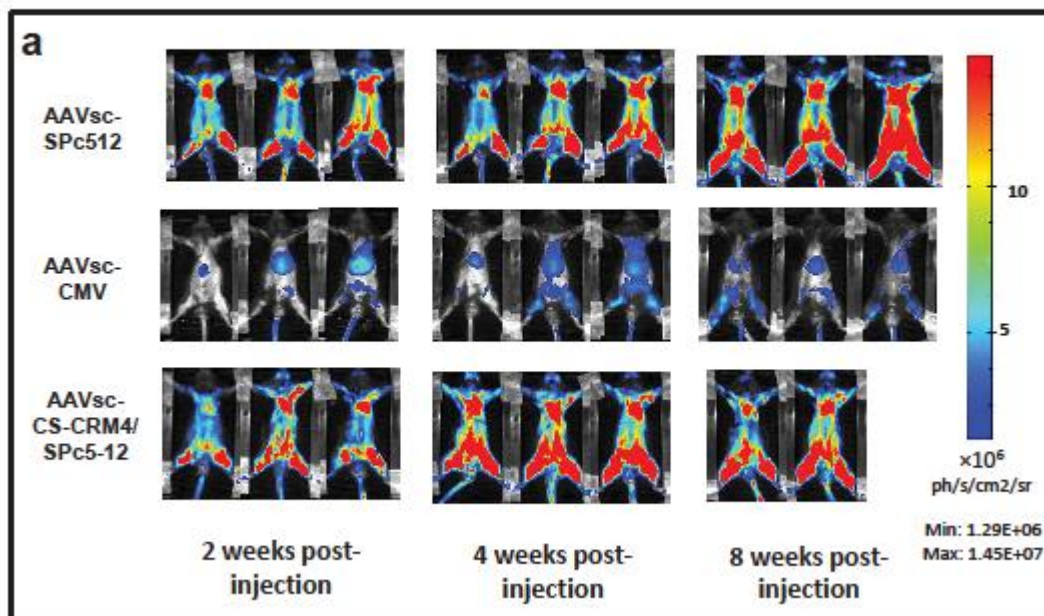 a
AAVsc-
SPc512
AAVsc-
CMV
AAVsc-
CS-CRM4/
SPc5-12
10
5
×10⁶
ph/s/cm2/sr
Min: 1.29E+06
Max: 1.45E+07
2 weeks post-
injection
4 weeks post-
injection
8 weeks post-
injection